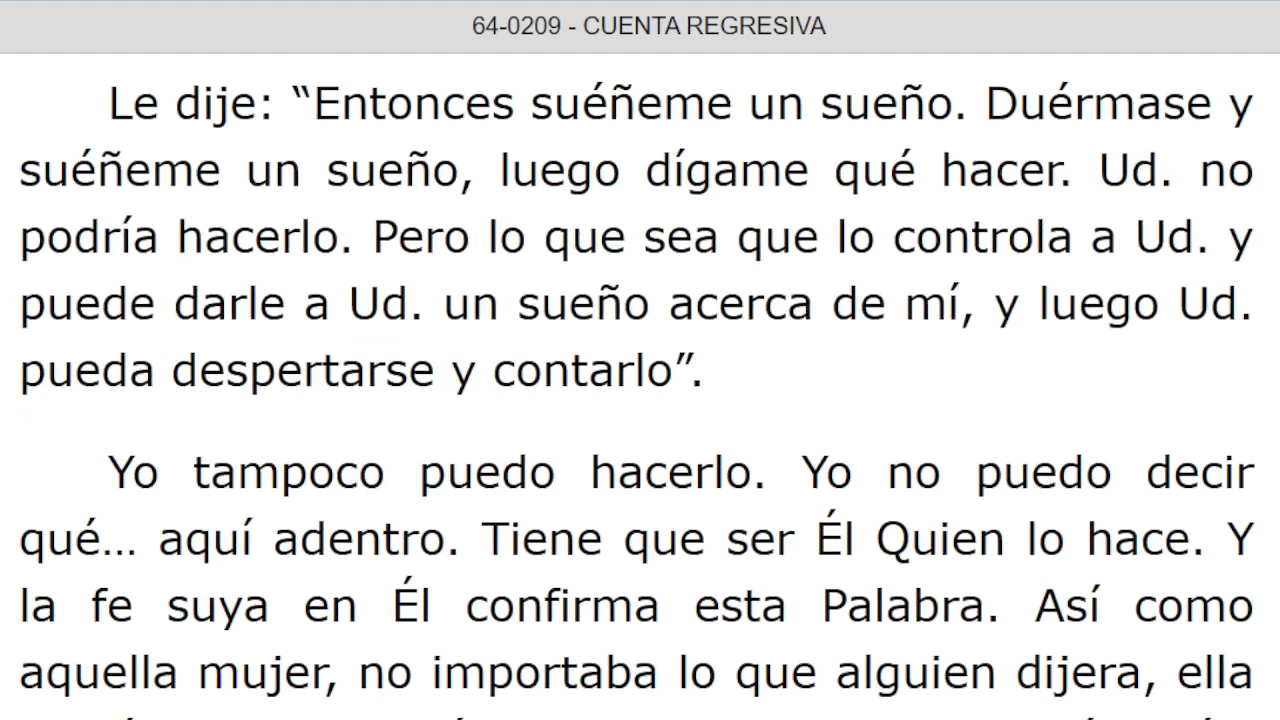 64-0209 - CUENTA REGRESIVA
Le dije: “Entonces suéñeme un sueño. Duérmase y
suéñeme un sueño, luego dígame qué hacer. Ud. no
podría hacerlo. Pero lo que sea que lo controla a Ud. y
puede darle a Ud. un sueño acerca de mí, y luego Ud.
pueda despertarse y contarlo”.
Yo tampoco puedo hacerlo. Yo no puedo decir
qué… aquí adentro. Tiene que ser Él Quien lo hace. Y
la fe suya en Él confirma esta Palabra. Así como
aquella mujer, no importaba lo que alguien dijera, ella